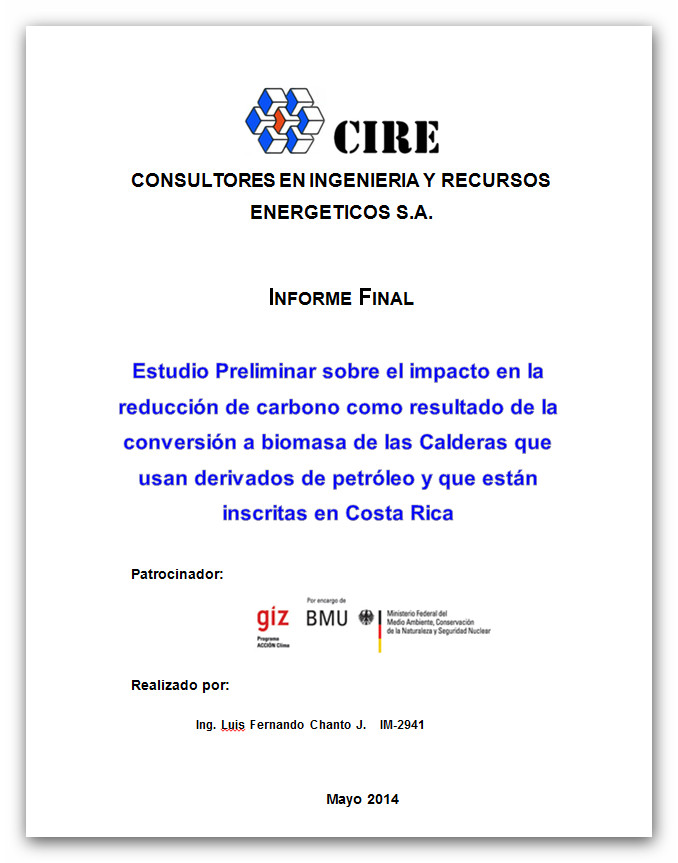 CIRE
CONSULTORES EN INGENIERIA Y RECURSOS
ENERGETICOS S.A.
INFORME FINAL
Estudio Preliminar sobre el impacto en la
reducción de carbono como resultado de la
conversión a biomasa de las Calderas que
usan derivados de petróleo y que están
inscritas en Costa Rica
Patrocinador:
giz
Programa
ACCIÓN Clima
Por encargo de
BMU
Ministerio Federal del
Medio Ambiente, Conservación
de la Naturaleza y Seguridad Nuclear
Realizado por:
Ing. Luis Fernando Chanto J. IM-2941
Mayo 2014